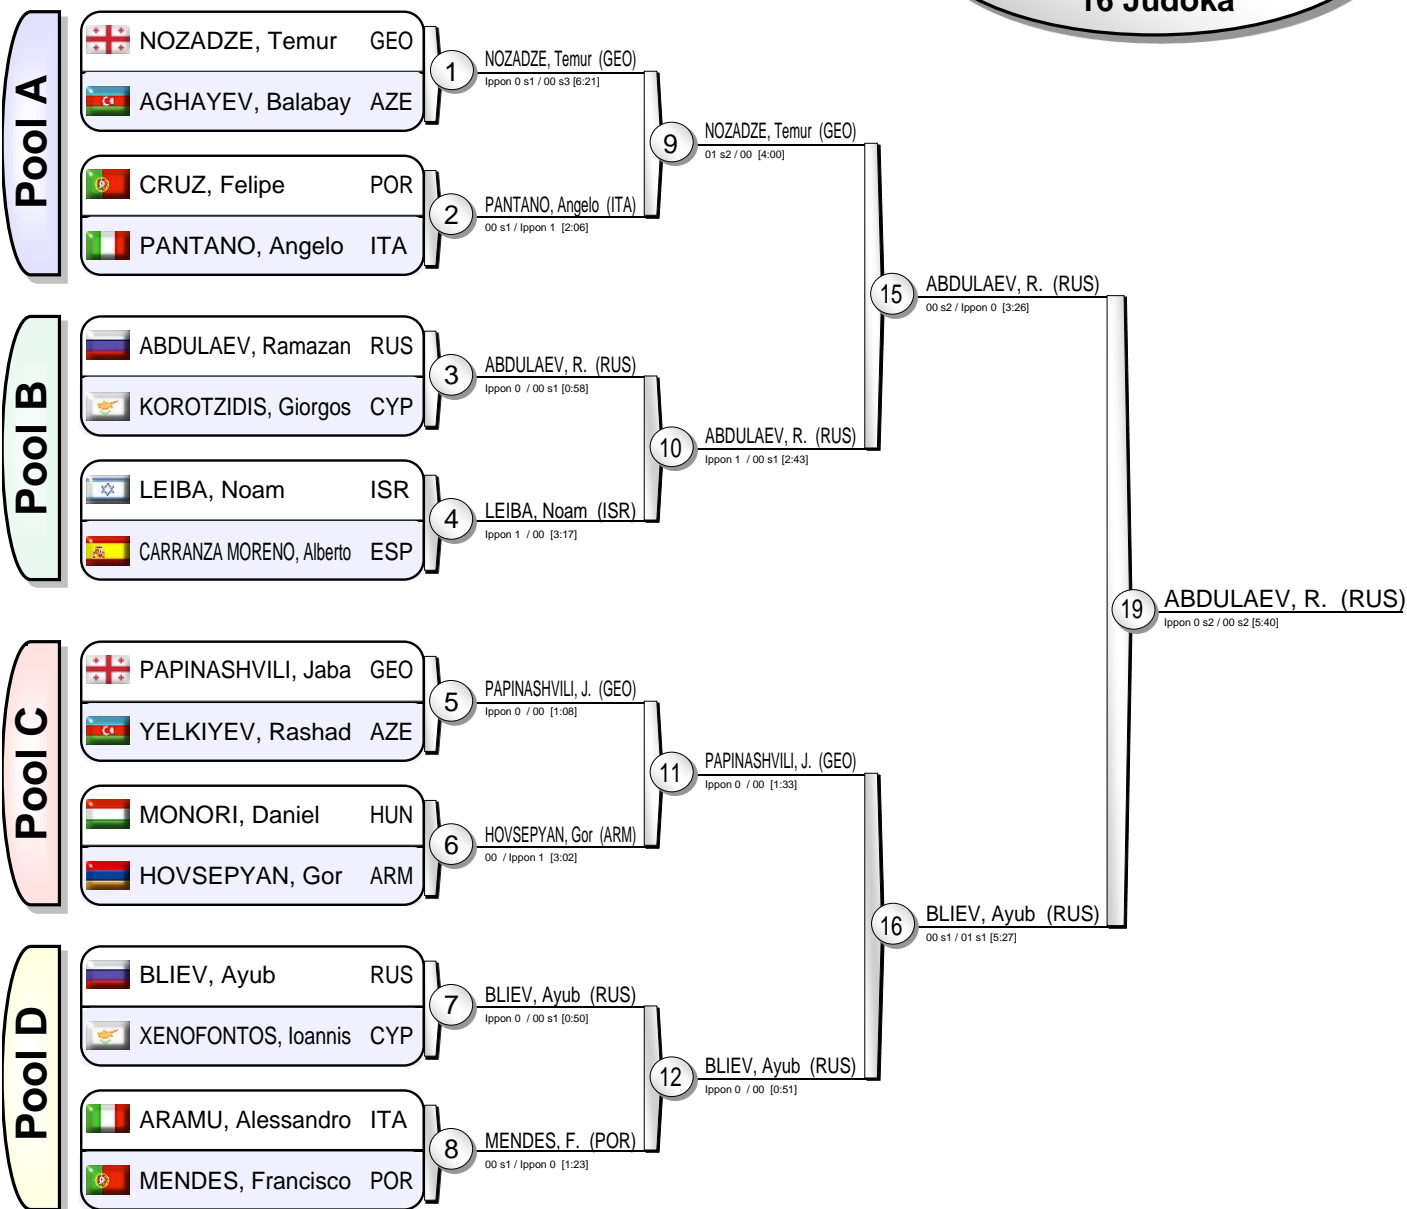 16 Judoka
Pool A
NOZADZE, Temur GEO
AGHAYEV, Balabay AZE
1
NOZADZE, Temur (GEO)
Ippon 0 s1 / 00 s3 [6:21]
CRUZ, Felipe POR
PANTANO, Angelo ITA
2
PANTANO, Angelo (ITA)
00 s1 / Ippon 1 [2:06]
9
NOZADZE, Temur (GEO)
01 s2 / 00 [4:00]
Pool B
ABDULAEV, Ramazan RUS
KOROTZIDIS, Giorgos CYP
3
ABDULAEV, R. (RUS)
Ippon 0 / 00 s1 [0:58]
LEIBA, Noam ISR
CARRANZA MORENO, Alberto ESP
4
LEIBA, Noam (ISR)
Ippon 1 / 00 [3:17]
10
ABDULAEV, R. (RUS)
Ippon 1 / 00 s1 [2:43]
15
ABDULAEV, R. (RUS)
00 s2 / Ippon 0 [3:26]
Pool C
PAPINASHVILI, Jaba GEO
YELKIYEV, Rashad AZE
5
PAPINASHVILI, J. (GEO)
Ippon 0 / 00 [1:08]
MONORI, Daniel HUN
HOVSEPYAN, Gor ARM
6
HOVSEPYAN, Gor (ARM)
00 / Ippon 1 [3:02]
11
PAPINASHVILI, J. (GEO)
Ippon 0 / 00 [1:33]
Pool D
BLIEV, Ayub RUS
XENOFONTOS, Ioannis CYP
7
BLIEV, Ayub (RUS)
Ippon 0 / 00 s1 [0:50]
ARAMU, Alessandro ITA
MENDES, Francisco POR
8
MENDES, F. (POR)
00 s1 / Ippon 0 [1:23]
12
BLIEV, Ayub (RUS)
Ippon 0 / 00 [0:51]
16
BLIEV, Ayub (RUS)
00 s1 / 01 s1 [5:27]
19
ABDULAEV, R. (RUS)
Ippon 0 s2 / 00 s2 [5:40]